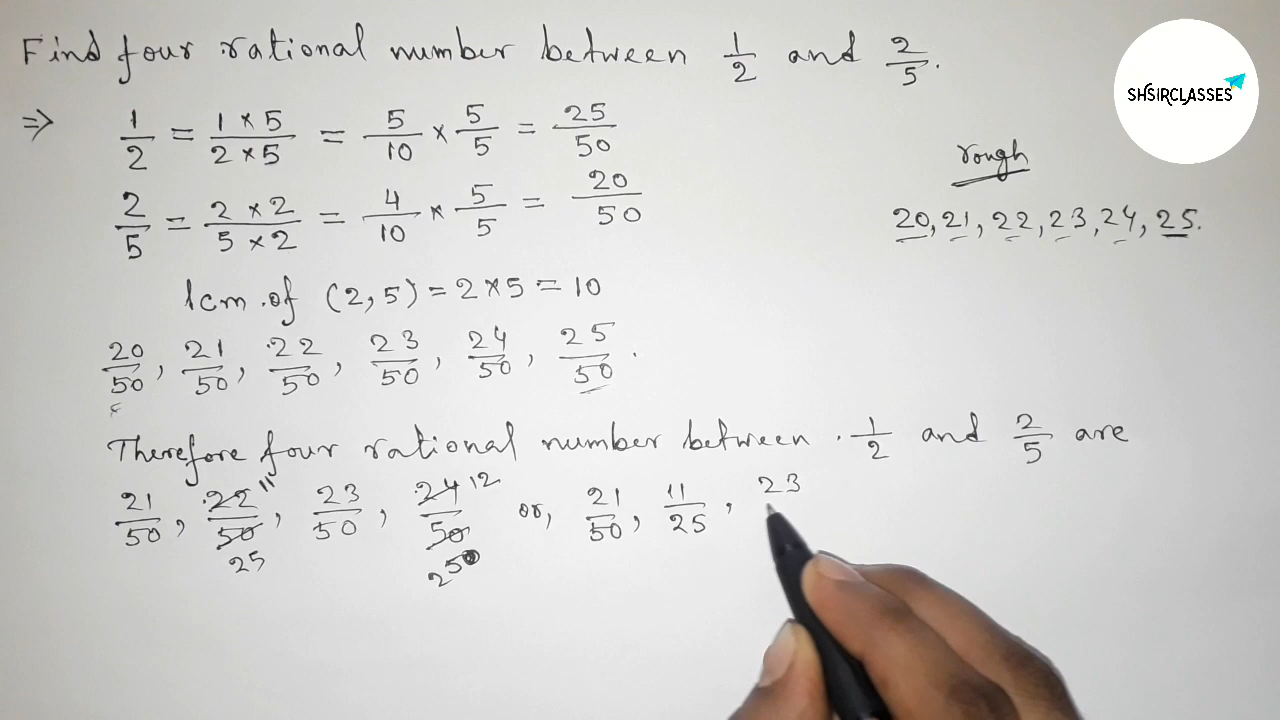 Find four rational number between 1/2 and 2/5.
SHSIRCLASSES
⇒ 1/2 = 1×5/2×5 = 5/10 × 5/5 = 25/50
rough
2/5 = 2×2/5×2 = 4/10 × 5/5 = 20/50
20, 21, 22, 23, 24, 25.
lcm of (2,5) = 2×5 = 10
20/50, 21/50, 22/50, 23/50, 24/50, 25/50.
Therefore four rational number between 1/2 and 2/5 are
21/50, 22/50 11 25, 23/50, 24/50 12 25 or, 21/50, 11/25, 23